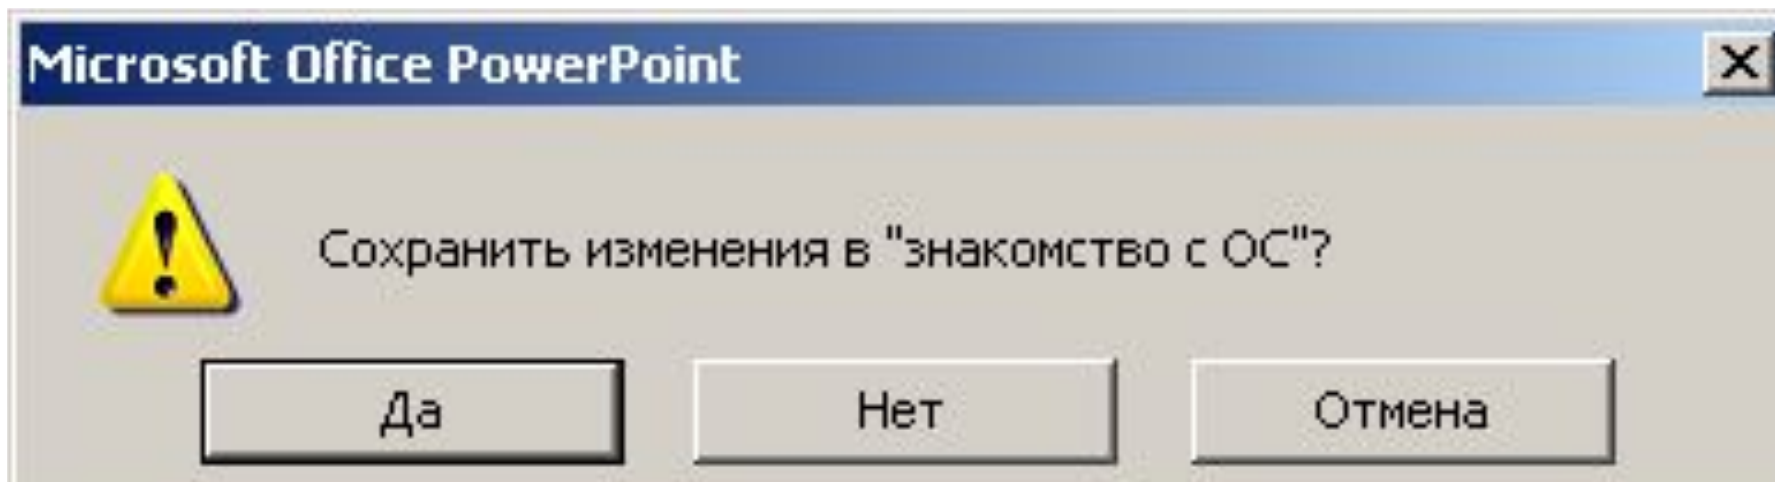 Microsoft Office PowerPoint
Сохранить изменения в "знакомство с ОС"?
Да Нет Отмена